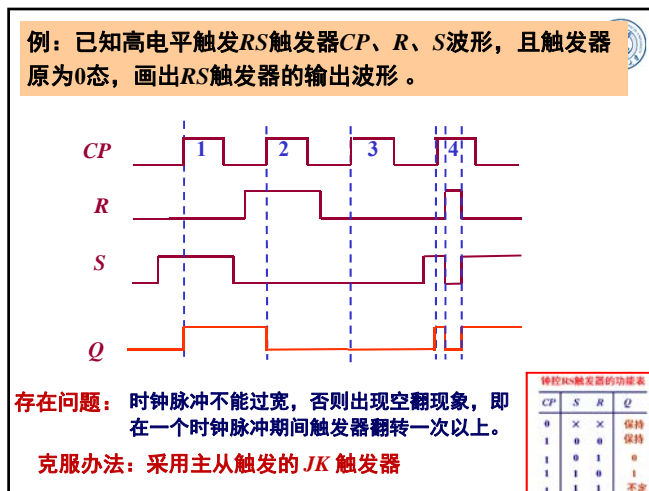 例：已知高电平触发RS触发器CP、R、S波形，且触发器
原为0态，画出RS触发器的输出波形 。
CP
1
2
3
4
R
S
Q
存在问题： 时钟脉冲不能过宽，否则出现空翻现象，即
在一个时钟脉冲期间触发器翻转一次以上。
克服办法：采用主从触发的 JK 触发器
钟控RS触发器的功能表
CP S R Q
0 × × 保持
1 0 0 保持
1 0 1 0
1 1 0 1
1 1 1 不定